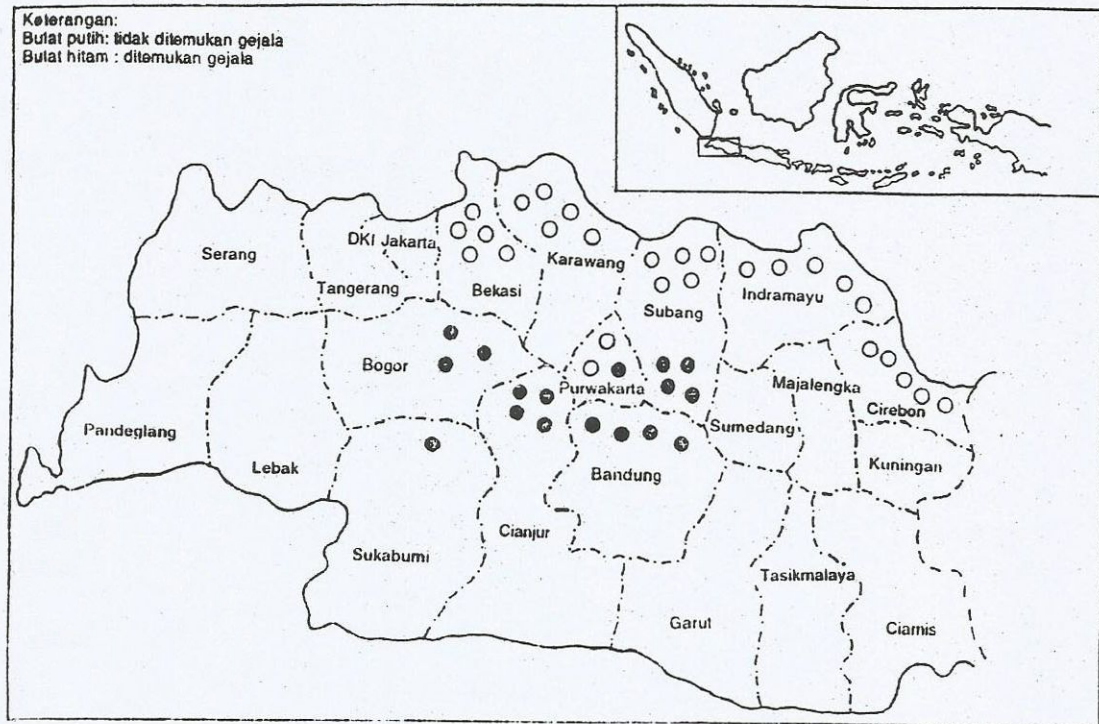 Keterangan:
Bulat putih: tidak ditemukan gejala
Bulat hitam : ditemukan gejala
Serang
DKI Jakarta
Tangerang
Bekasi
Karawang
Subang
Indramayu
Bogor
Purwakarta
Majalengka
Cirebon
Pandeglang
Lebak
Sumedang
Kuningan
Bandung
Sukabumi
Cianjur
Tasikmalaya
Garut
Ciamis